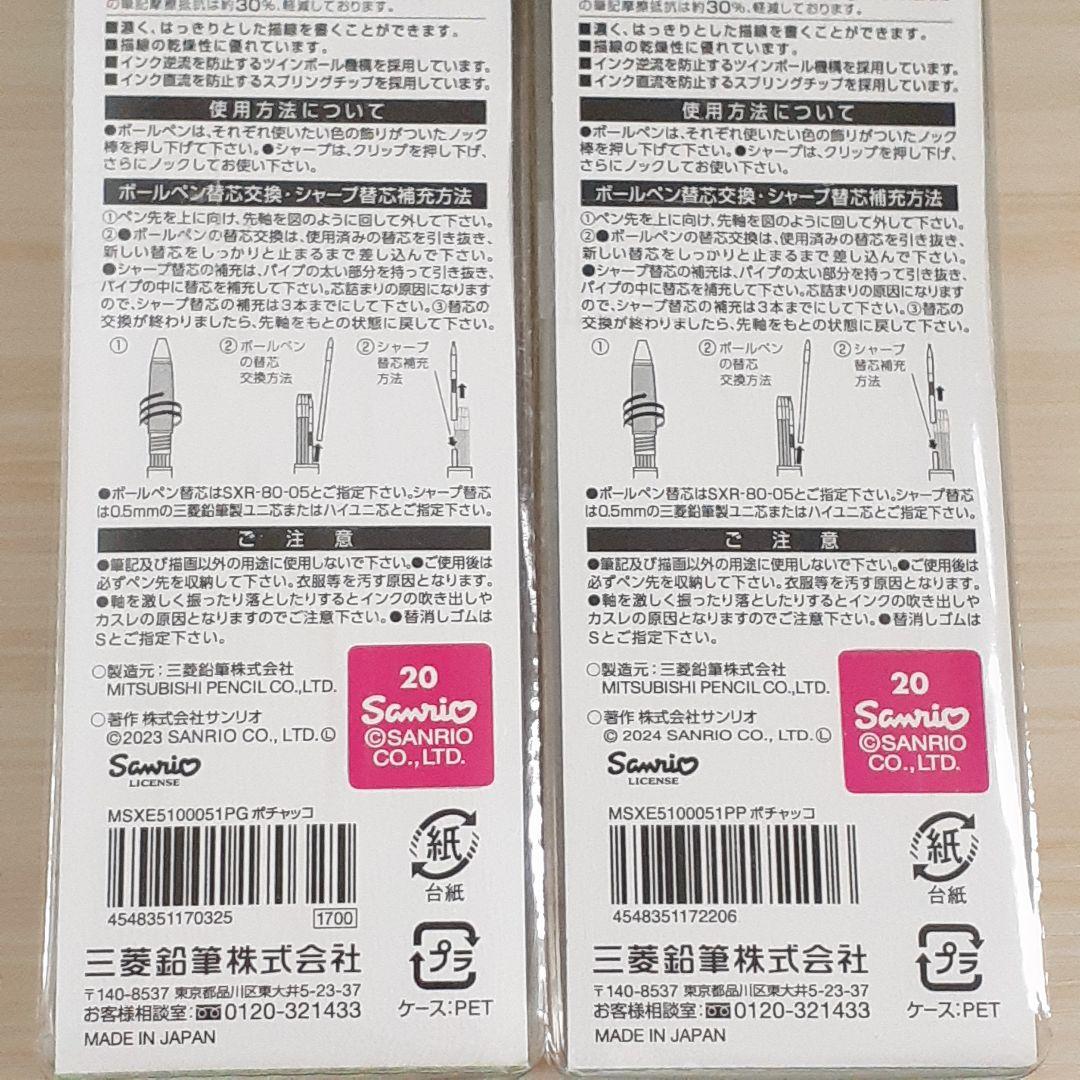 の筆記摩擦抵抗は約30%、軽減しております。
■濃く、はっきりとした描線を書くことができます。
■描線の乾燥性に優れています。
■インク逆流を防止するツインボール機構を採用しています。
■インク直流を防止するスプリングチップを採用しています。
使用方法について
●ボールペンは、それぞれ使いたい色の飾りがついたノック
棒を押し下げて下さい。●シャープは、クリップを押し下げ、
さらにノックしてお使い下さい。
ボールペン替芯交換・シャープ替芯補充方法
①ペン先を上に向け、先軸を図のように回して外して下さい。
②●ボールペンの替芯交換は、使用済みの替芯を引き抜き、
新しい替芯をしっかりと止まるまで差し込んで下さい。
●シャープ替芯の補充は、パイプの太い部分を持って引き抜き、
パイプの中に替芯を補充して下さい。芯詰まりの原因になります
ので、シャープ替芯の補充は3本までにして下さい。③替芯の
交換が終わりましたら、先軸をもとの状態に戻して下さい。
①
②ボールペン
の替芯
交換方法
②シャープ
替芯補充
方法
●ボールペン替芯はSXR-80-05とご指定下さい。シャープ替芯
は0.5mmの三菱鉛筆製ユニ芯またはハイユニ芯とご指定下さい。
ご注意
●筆記及び描画以外の用途に使用しないで下さい。●ご使用後は
必ずペン先を収納して下さい。衣服等を汚す原因となります。
●軸を激しく振ったり落としたりするとインクの吹き出しや
カスレの原因となりますのでご注意下さい。●替消しゴムは
Sとご指定下さい。
○製造元:三菱鉛筆株式会社
MITSUBISHI PENCIL CO.,LTD.
○著作 株式会社サンリオ
©2023 SANRIO CO., LTD.Ⓛ
Sanrio
LICENSE
20
Sanrio
©SANRIO
CO.,LTD.
MSXE5100051PG ポチャッコ
4548351170325
1700
紙
台紙
三菱鉛筆株式会社
〒140-8537 東京都品川区東大井5-23-37
お客様相談室:0120-321433
MADE IN JAPAN
プラ
ケース:PET
の筆記摩擦抵抗は約30%、軽減しております。
■濃く、はっきりとした描線を書くことができます。
■描線の乾燥性に優れています。
■インク逆流を防止するツインボール機構を採用しています。
■インク直流を防止するスプリングチップを採用しています。
使用方法について
●ボールペンは、それぞれ使いたい色の飾りがついたノック
棒を押し下げて下さい。●シャープは、クリップを押し下げ、
さらにノックしてお使い下さい。
ボールペン替芯交換・シャープ替芯補充方法
①ペン先を上に向け、先軸を図のように回して外して下さい。
②●ボールペンの替芯交換は、使用済みの替芯を引き抜き、
新しい替芯をしっかりと止まるまで差し込んで下さい。
●シャープ替芯の補充は、パイプの太い部分を持って引き抜き、
パイプの中に替芯を補充して下さい。芯詰まりの原因になります
ので、シャープ替芯の補充は3本までにして下さい。③替芯の
交換が終わりましたら、先軸をもとの状態に戻して下さい。
①
②ボールペン
の替芯
交換方法
②シャープ
替芯補充
方法
●ボールペン替芯はSXR-80-05とご指定下さい。シャープ替芯
は0.5mmの三菱鉛筆製ユニ芯またはハイユニ芯とご指定下さい。
ご注意
●筆記及び描画以外の用途に使用しないで下さい。●ご使用後は
必ずペン先を収納して下さい。衣服等を汚す原因となります。
●軸を激しく振ったり落としたりするとインクの吹き出しや
カスレの原因となりますのでご注意下さい。●替消しゴムは
Sとご指定下さい。
○製造元:三菱鉛筆株式会社
MITSUBISHI PENCIL CO.,LTD.
○著作 株式会社サンリオ
© 2024 SANRIO CO., LTD.Ⓛ
Sanrio
LICENSE
20
Sanrio
©SANRIO
CO.,LTD.
MSXE5100051PP ポチャッコ
4548351172206
紙
台紙
三菱鉛筆株式会社
〒140-8537 東京都品川区東大井5-23-37
お客様相談室:0120-321433
MADE IN JAPAN
プラ
ケース:PET